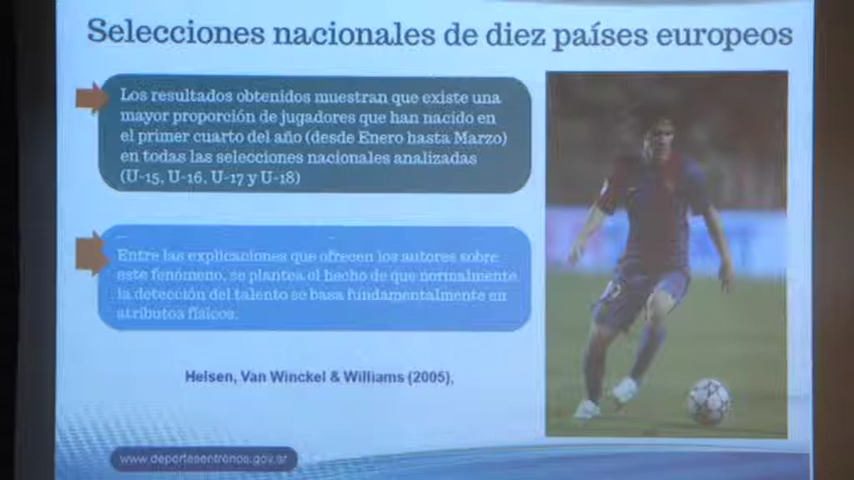 Selecciones nacionales de diez países europeos
Los resultados obtenidos muestran que existe una
mayor proporción de jugadores que han nacido en
el primer cuarto del año (desde Enero hasta Marzo)
en todas las selecciones nacionales analizadas
(U-15, U-16, U-17 y U-18)
Entre las explicaciones que ofrecen los autores sobre
este fenómeno, se plantea el hecho de que normalmente
la detección del talento se basa fundamentalmente en
atributos físicos.
Helsen, Van Winckel & Williams (2005),
www.deportesentrenos.gov.ar